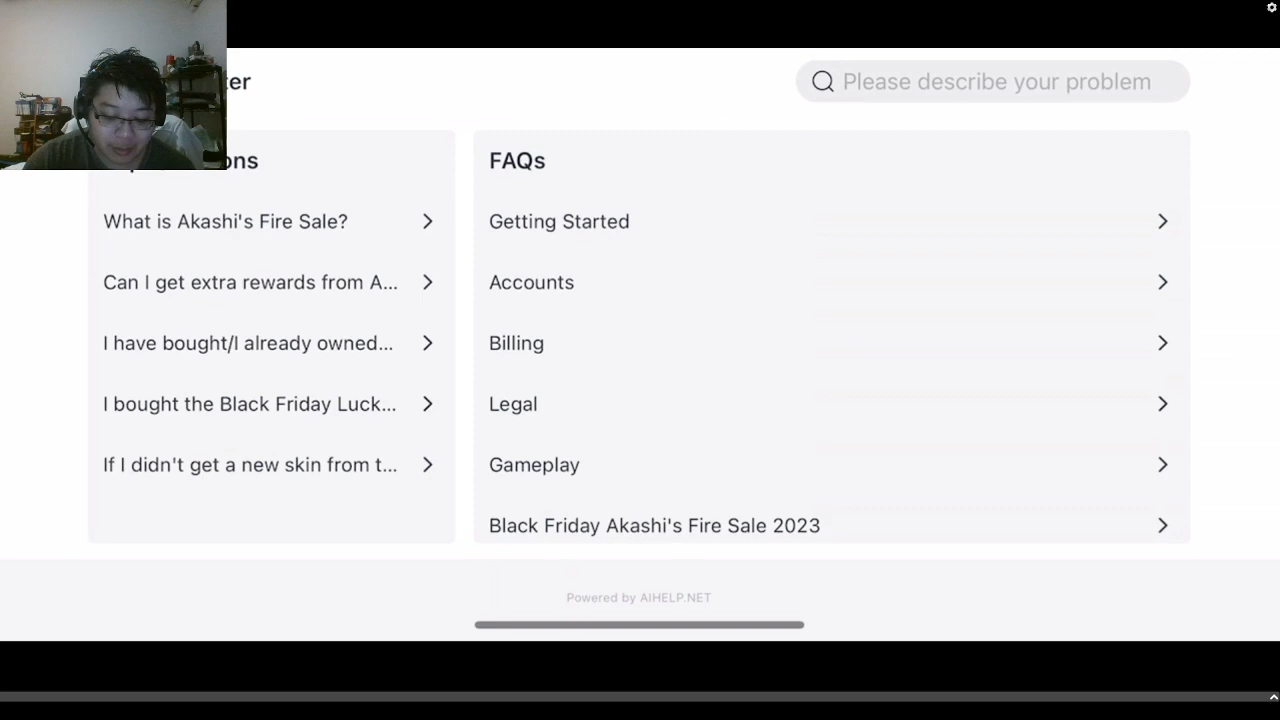 ter
Please describe your problem
ons
What is Akashi's Fire Sale?
Can I get extra rewards from A...
I have bought/I already owned...
I bought the Black Friday Luck...
If I didn't get a new skin from t...
FAQs
Getting Started
Accounts
Billing
Legal
Gameplay
Black Friday Akashi's Fire Sale 2023
Powered by AIHELP.NET